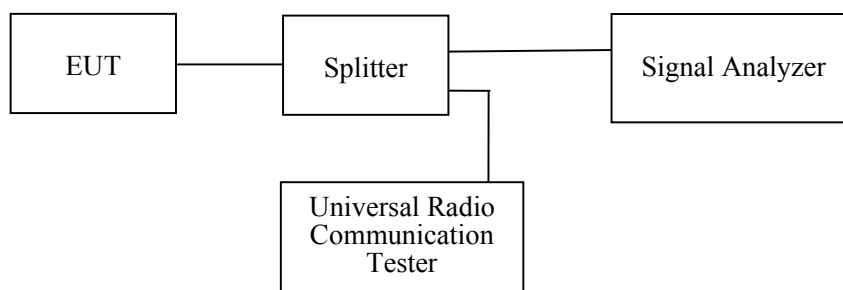 EUT
Splitter
Signal Analyzer
Universal Radio
Communication
Tester